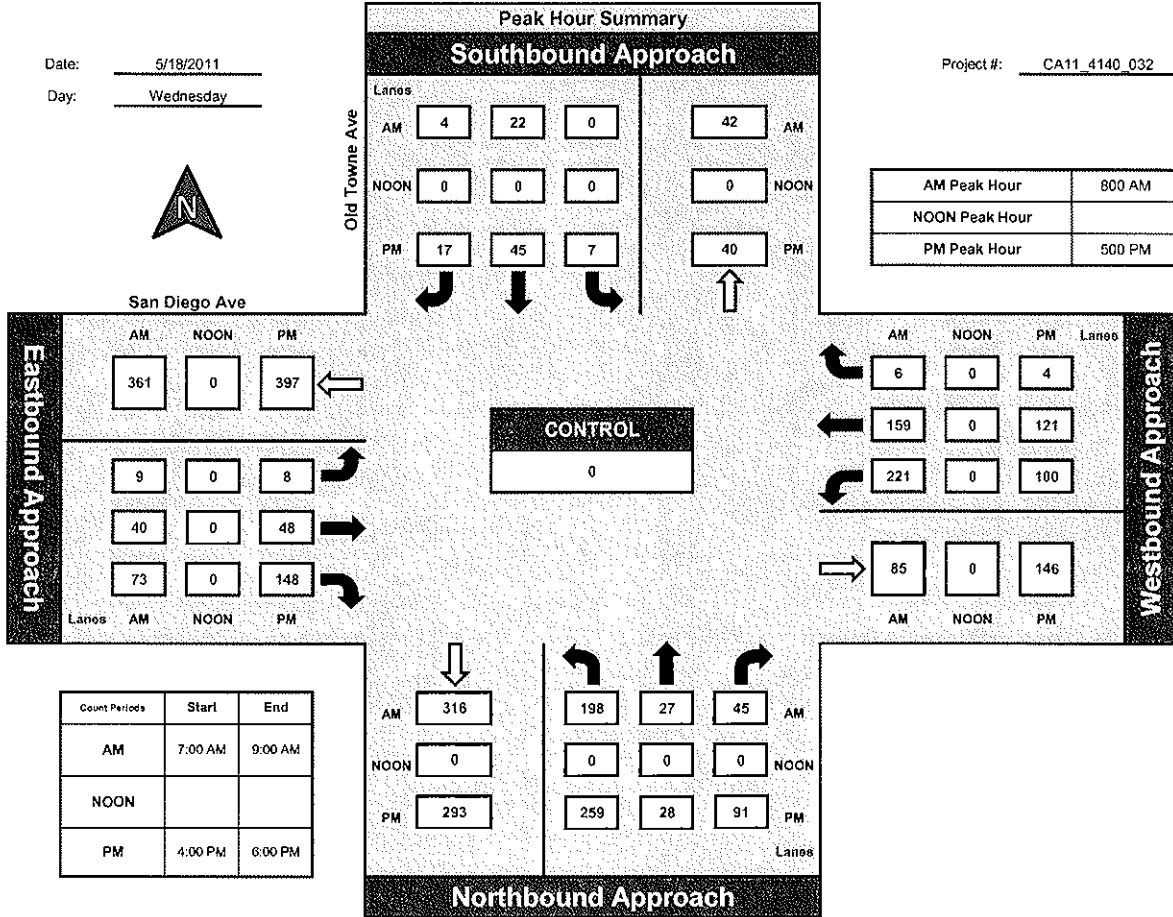 Peak Hour Summary
Southbound Approach
Date: 5/18/2011
Day: Wednesday
Project #: CA11_4140_032
N
Old Towne Ave
Lanes
AM 4 22 0 42 AM
NOON 0 0 0 0 NOON
PM 17 45 7 40 PM
AM Peak Hour 800 AM
NOON Peak Hour
PM Peak Hour 500 PM
San Diego Ave
Eastbound Approach
AM NOON PM
361 0 397
9 0 8
40 0 48
73 0 148
Lanes AM NOON PM
CONTROL
0
AM NOON PM Lanes
6 0 4
159 0 121
221 0 100
85 0 146
AM NOON PM
Westbound Approach
Count Periods Start End
AM 7:00 AM 9:00 AM
NOON
PM 4:00 PM 6:00 PM
AM 316 198 27 45 AM
NOON 0 0 0 0 NOON
PM 293 259 28 91 PM
Lanes
Northbound Approach